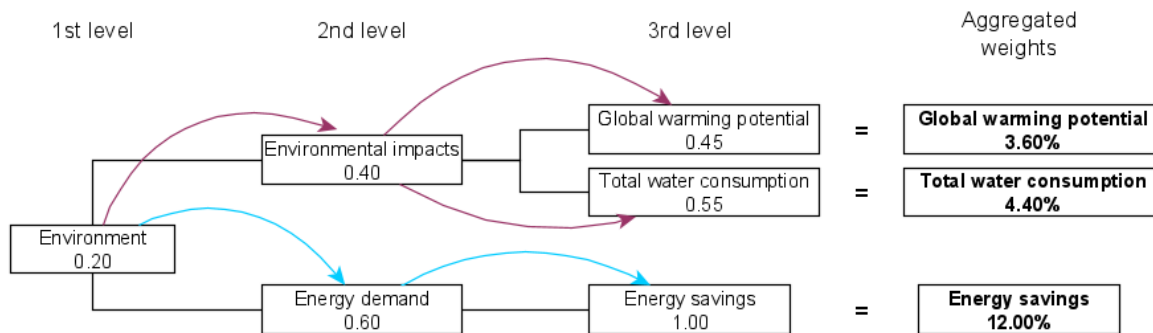 1st level
2nd level
3rd level
Aggregated
weights
Global warming potential
0.45
=
Global warming potential
3.60%
Environmental impacts
0.40
Total water consumption
0.55
=
Total water consumption
4.40%
Environment
0.20
Energy demand
0.60
Energy savings
1.00
=
Energy savings
12.00%